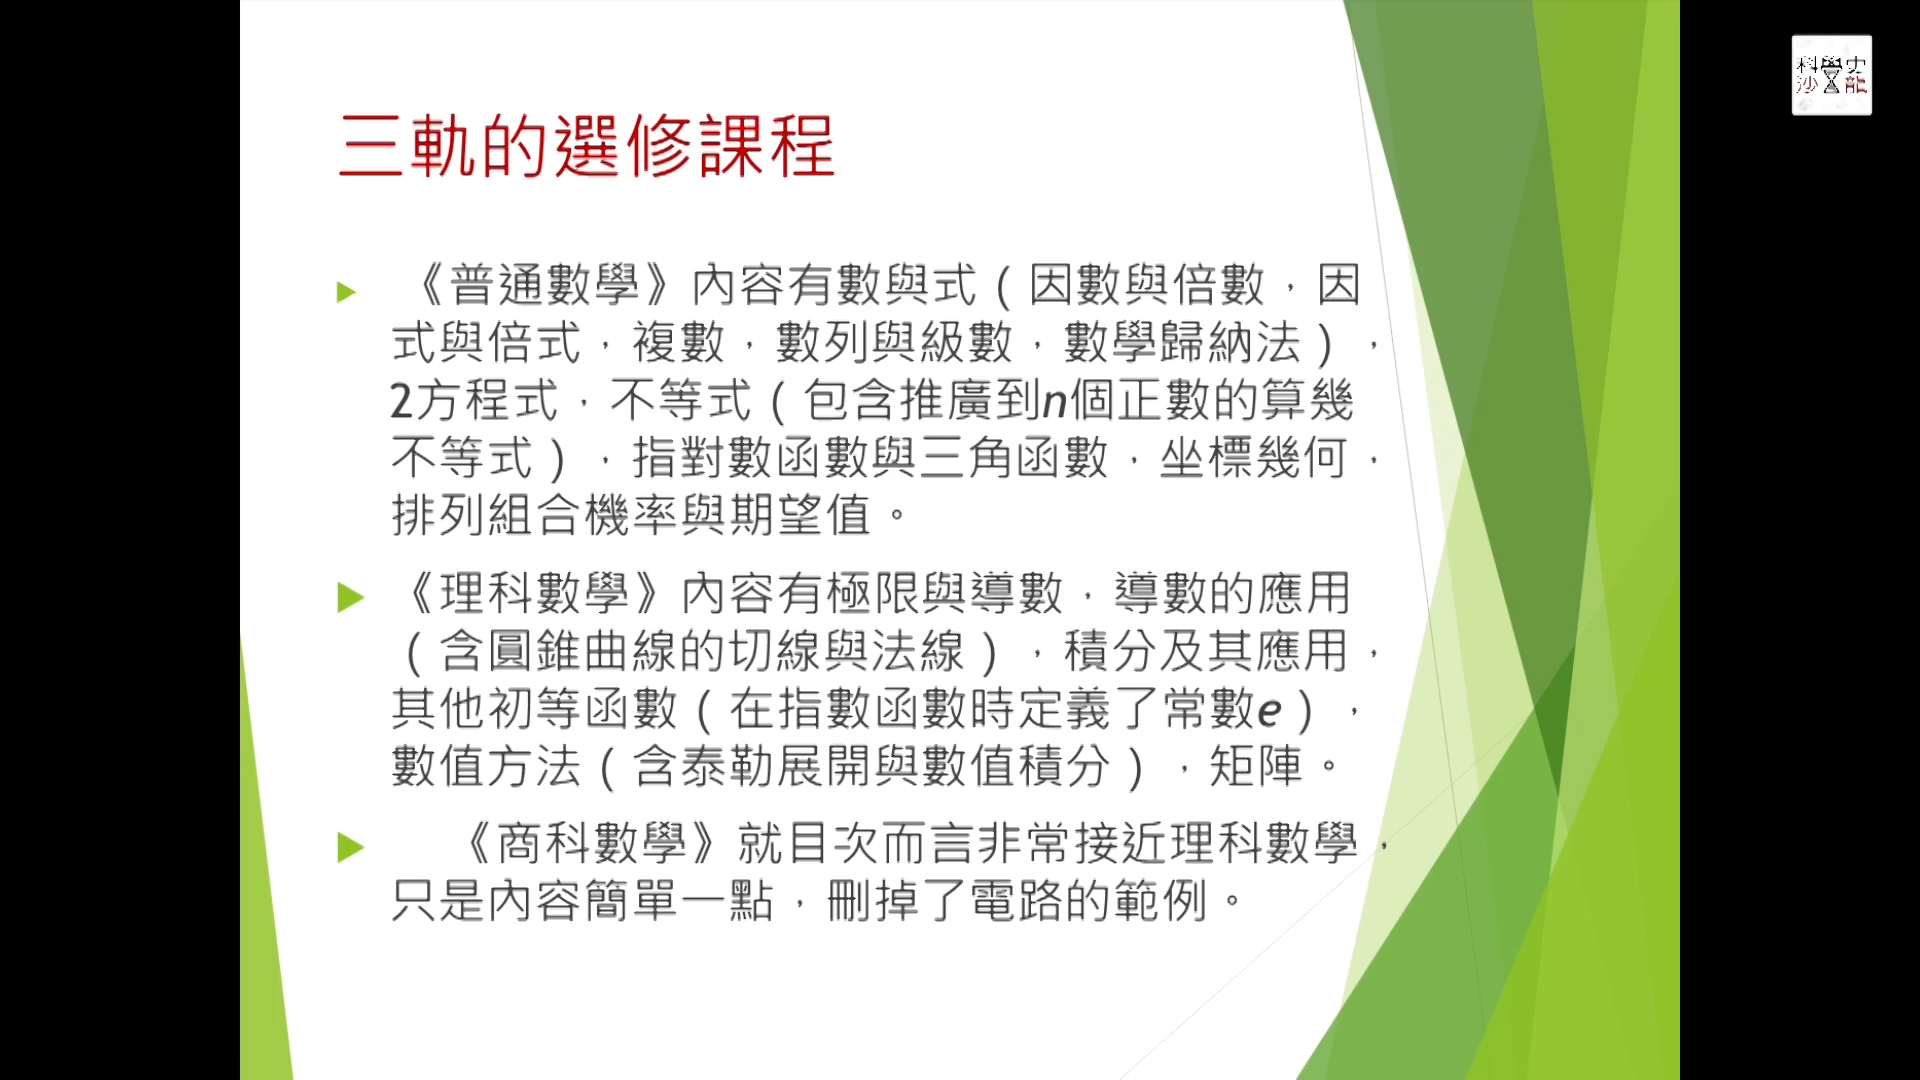 三軌的選修課程
《普通數學》內容有數與式（因數與倍數，因
式與倍式，複數，數列與級數，數學歸納法），
2方程式，不等式（包含推廣到n個正數的算幾
不等式），指對數函數與三角函數，坐標幾何，
排列組合機率與期望值。
《理科數學》內容有極限與導數，導數的應用
（含圓錐曲線的切線與法線），積分及其應用，
其他初等函數（在指數函數時定義了常數e），
數值方法（含泰勒展開與數值積分），矩陣。
《商科數學》就目次而言非常接近理科數學，
只是內容簡單一點，刪掉了電路的範例。
科學史
沙龍